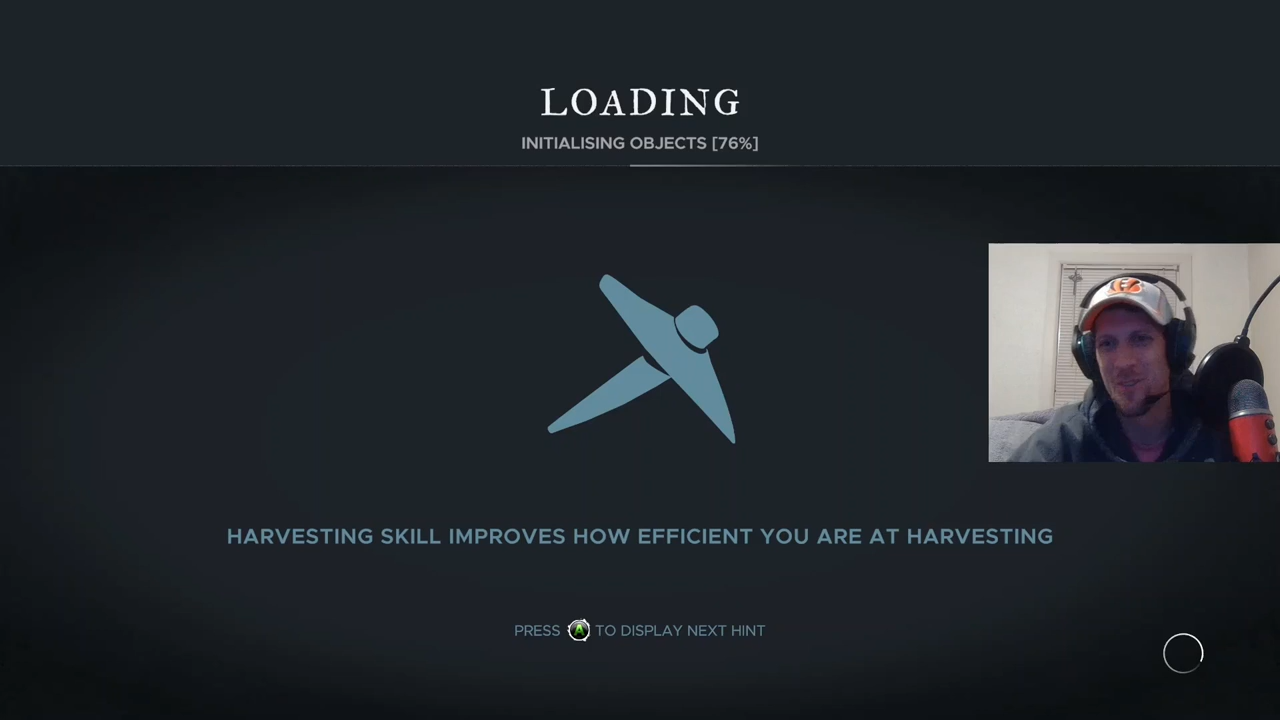 LOADING
INITIALISING OBJECTS [76%]
HARVESTING SKILL IMPROVES HOW EFFICIENT YOU ARE AT HARVESTING
PRESS A TO DISPLAY NEXT HINT